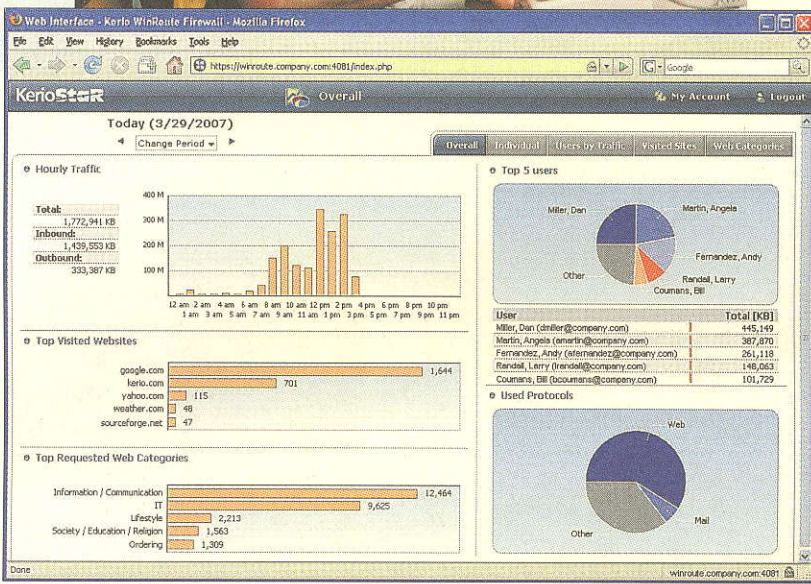 Web Interface - Kerio WinRoute Firewall - Mozilla Firefox
File Edit View History Bookmarks Tools Help
https://winroute.company.com:4081/index.php
G Google
Kerio StaR Overall My Account Logout
Today (3/29/2007)
Change Period
Overall Individual Users by Traffic Visited Sites Web Categories
Hourly Traffic
Total:
1,772,941 KB
Inbound:
1,439,553 KB
Outbound:
333,387 KB
400 M
300 M
200 M
100 M
12 am 2 am 4 am 6 am 8 am 10 am 12 pm 2 pm 4 pm 6 pm 8 pm 10 pm
1 am 3 am 5 am 7 am 9 am 11 am 1 pm 3 pm 5 pm 7 pm 9 pm 11 pm
Top Visited Websites
google.com 1,644
kerio.com 701
yahoo.com 115
weather.com 48
sourceforge.net 47
Top Requested Web Categories
Information / Communication 12,464
IT 9,625
Lifestyle 2,213
Society / Education / Religion 1,563
Ordering 1,309
Top 5 users
Miller, Dan
Martin, Angela
Fernandez, Andy
Randall, Larry
Coumans, Bill
Other
User Total [KB]
Miller, Dan (dmiller@company.com) 445,149
Martin, Angela (amartin@company.com) 387,870
Fernandez, Andy (afernandez@company.com) 261,118
Randall, Larry (lrandall@company.com) 148,063
Coumans, Bill (bcoumans@company.com) 101,729
Used Protocols
Web
Mail
Other
Done
winroute.company.com:4081